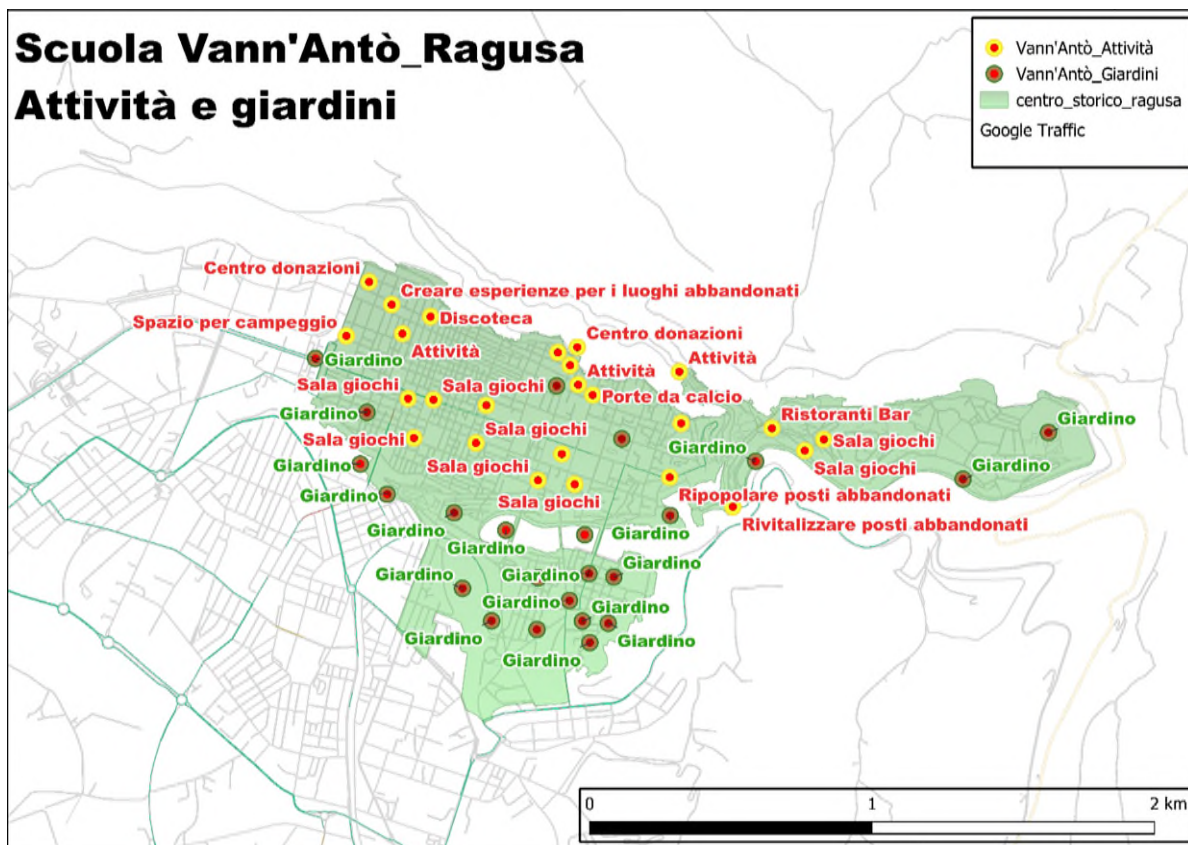 Scuola Vann'Antò_Ragusa
Attività e giardini
Vann'Antò_Attività
Vann'Antò_Giardini
centro_storico_ragusa
Google Traffic
Centro donazioni
Creare esperienze per i luoghi abbandonati
Spazio per campeggio
Discoteca
Centro donazioni
Attività
Giardino
Attività
Attività
Sala giochi
Sala giochi
Porte da calcio
Giardino
Ristoranti Bar
Giardino
Sala giochi
Sala giochi
Giardino
Sala giochi
Giardino
Sala giochi
Sala giochi
Giardino
Giardino
Sala giochi
Ripopolare posti abbandonati
Giardino
Rivitalizzare posti abbandonati
Giardino
Giardino
Giardino
Giardino
Giardino
Giardino
Giardino
Giardino
Giardino
Giardino
0
1
2 km